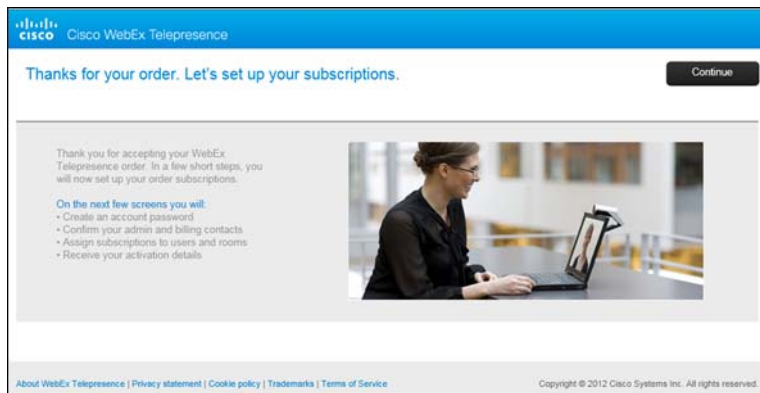 CISCO Cisco WebEx Telepresence
Thanks for your order. Let's set up your subscriptions.
Continue
Thank you for accepting your WebEx
Telepresence order. In a few short steps, you
will now set up your order subscriptions.
On the next few screens you will:
• Create an account password
• Confirm your admin and billing contacts
• Assign subscriptions to users and rooms
• Receive your activation details
About WebEx Telepresence | Privacy statement | Cookie policy | Trademarks | Terms of Service
Copyright © 2012 Cisco Systems Inc. All rights reserved.